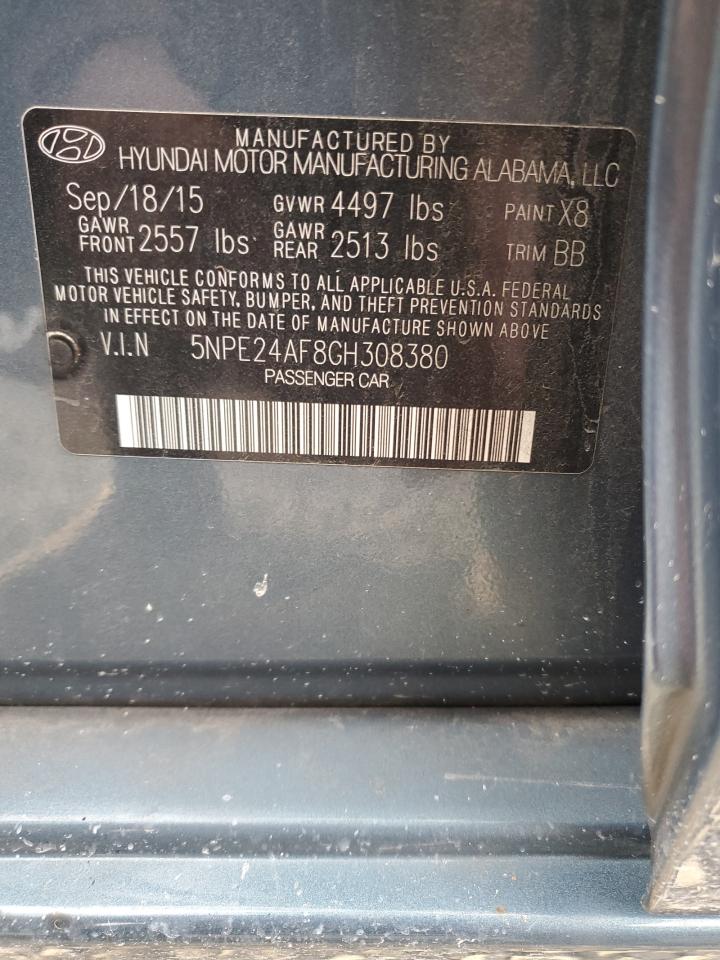 MANUFACTURED BY
HYUNDAI MOTOR MANUFACTURING ALABAMA, LLC
Sep/18/15 GVWR 4497 lbs PAINT X8
GAWR FRONT 2557 lbs GAWR REAR 2513 lbs TRIM BB
THIS VEHICLE CONFORMS TO ALL APPLICABLE U.S.A. FEDERAL
MOTOR VEHICLE SAFETY, BUMPER, AND THEFT PREVENTION STANDARDS
IN EFFECT ON THE DATE OF MANUFACTURE SHOWN ABOVE
V.I.N 5NPE24AF8GH308380
PASSENGER CAR